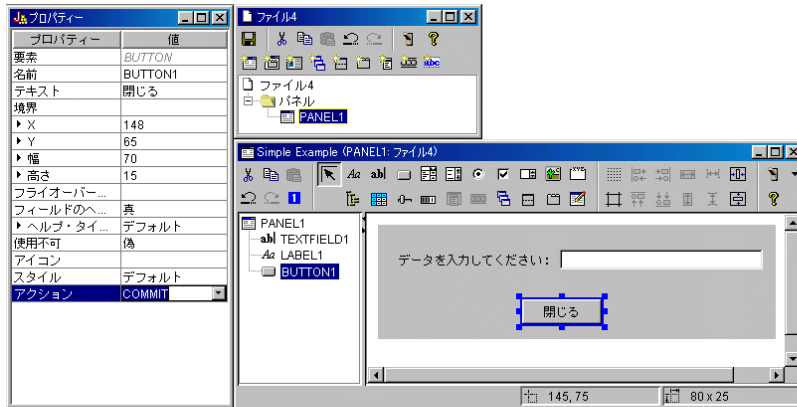 プロパティー
プロパティー 値
要素 BUTTON
名前 BUTTON1
テキスト 閉じる
境界
X 148
Y 65
幅 70
高さ 15
フライオーバー...
フィールドのヘ... 真
ヘルプ・タイ... デフォルト
使用不可 偽
アイコン
スタイル デフォルト
アクション COMMIT
ファイル4
abc
ファイル4
パネル
PANEL1
Simple Example (PANEL1: ファイル4)
Aa ab
1
PANEL1
ab TEXTFIELD1
Aa LABEL1
BUTTON1
データを入力してください:
閉じる
145,75
80 x 25